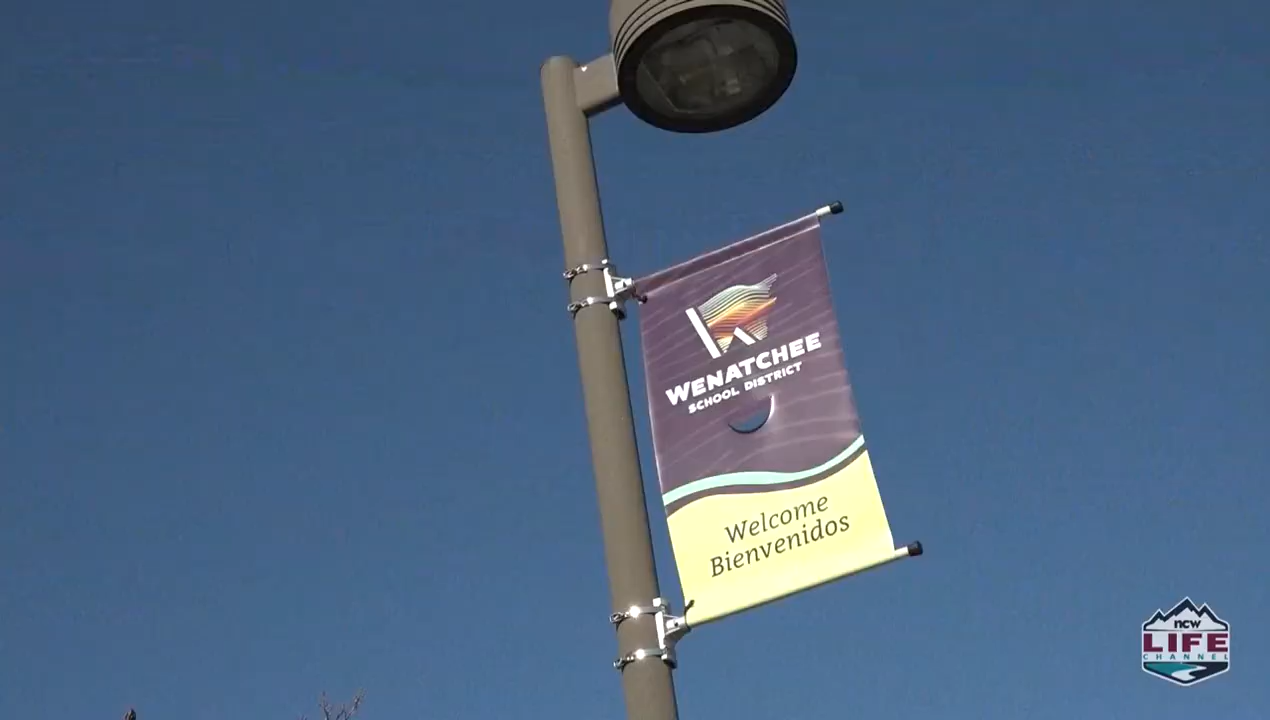 WENATCHEE
SCHOOL DISTRICT
Welcome
Bienvenidos
ncw
LIFE
CHANNEL